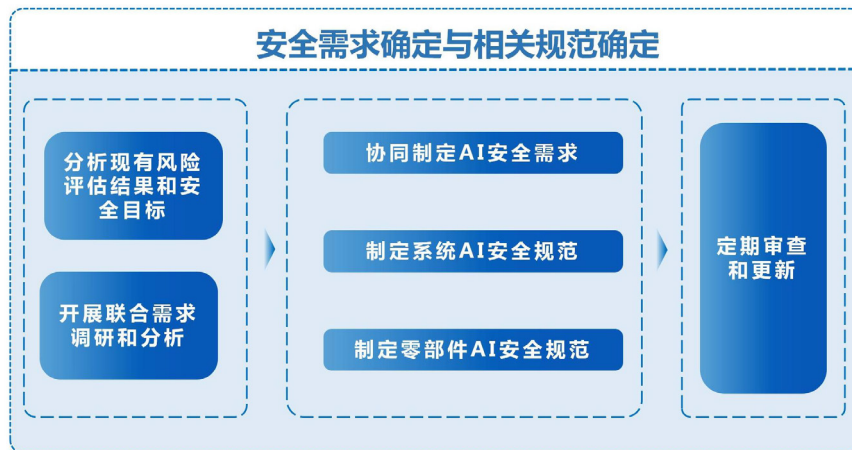 安全需求确定与相关规范确定
分析现有风险
评估结果和安
全目标
开展联合需求
调研和分析
协同制定AI安全需求
制定系统AI安全规范
制定零部件AI安全规范
定期审查
和更新